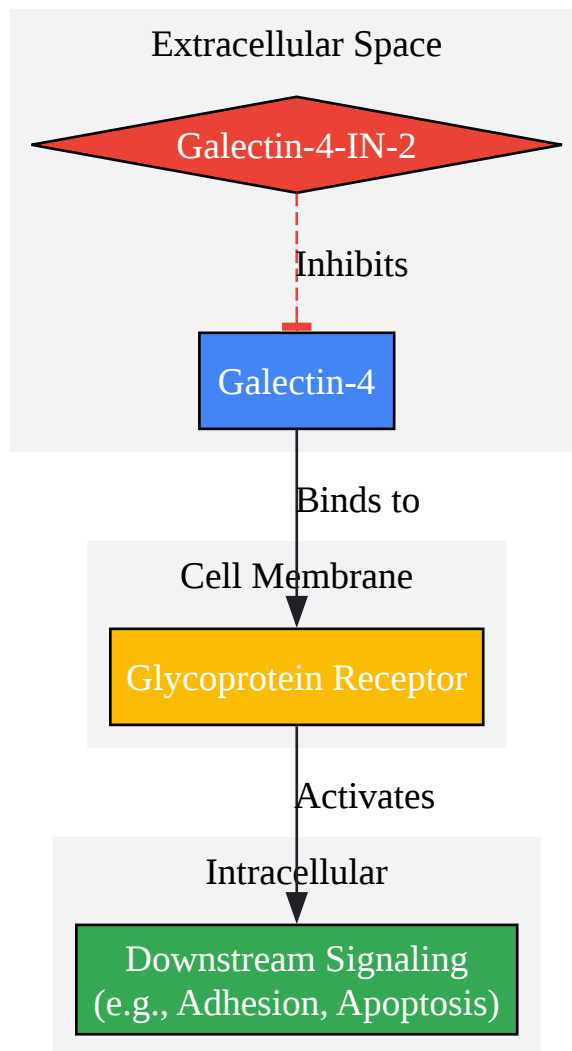 Extracellular Space
Galectin-4-IN-2
Inhibits
Galectin-4
Binds to
Cell Membrane
Glycoprotein Receptor
Activates
Intracellular
Downstream Signaling
(e.g., Adhesion, Apoptosis)